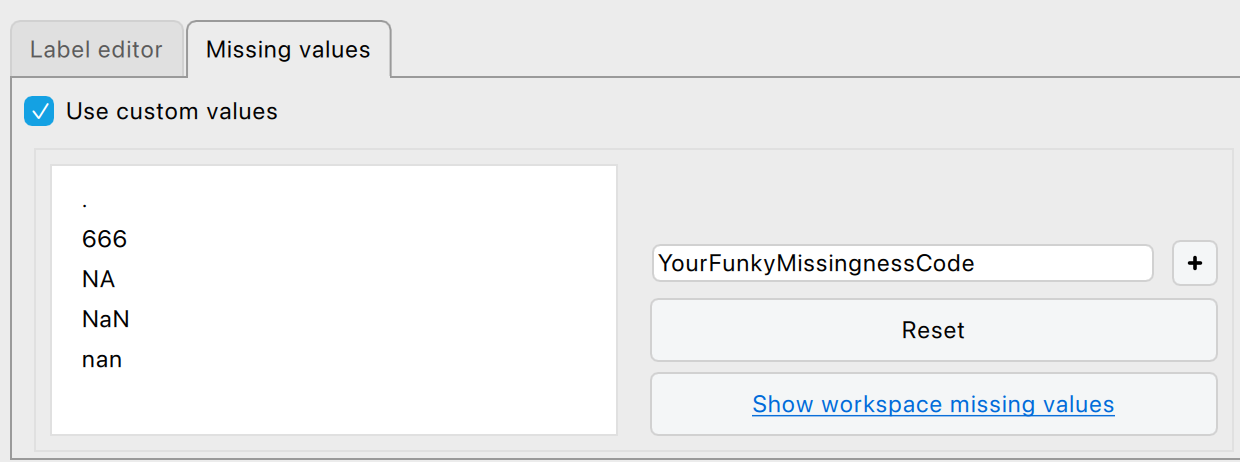 Label editor
Missing values
Use custom values
.
666
NA
NaN
nan
YourFunkyMissingnessCode
+
Reset
Show workspace missing values